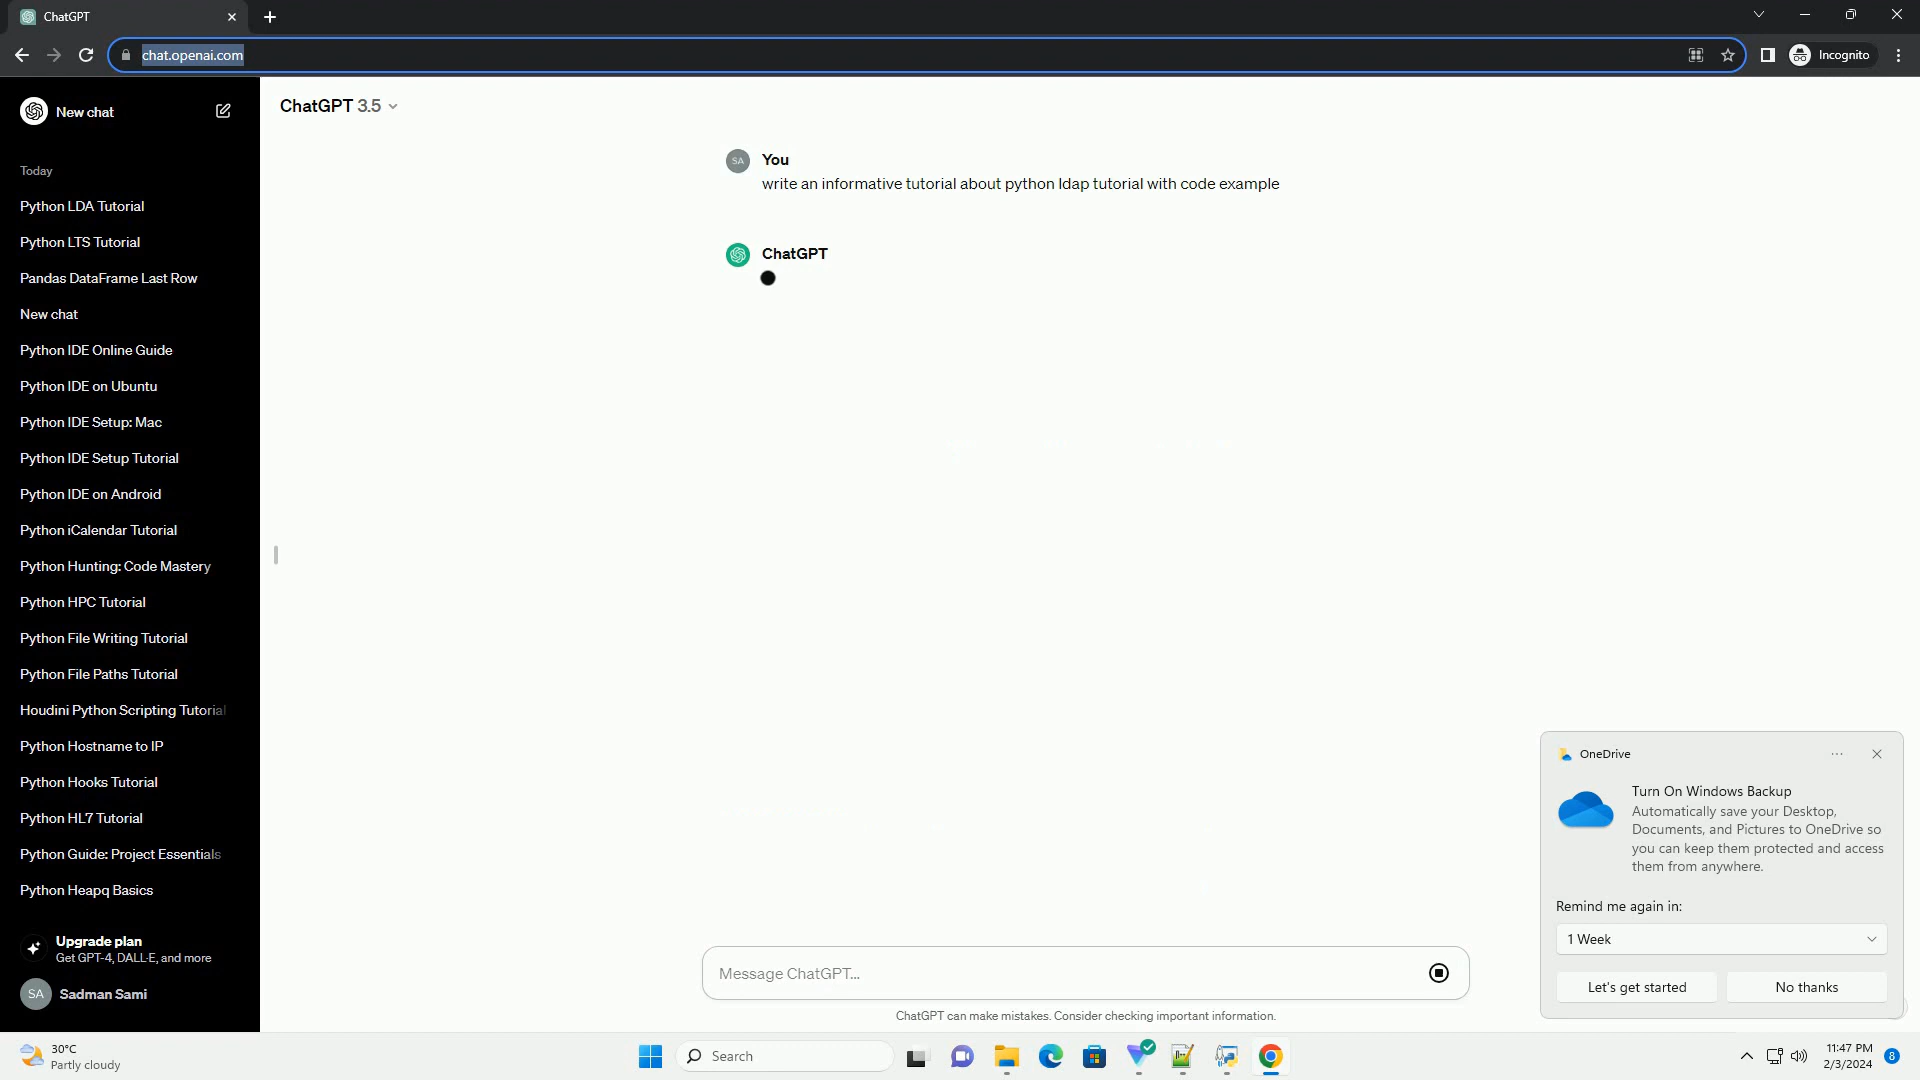 ChatGPT
chat.openai.com
Incognito
New chat
ChatGPT 3.5
Today
Python LDA Tutorial
Python LTS Tutorial
Pandas DataFrame Last Row
New chat
Python IDE Online Guide
Python IDE on Ubuntu
Python IDE Setup: Mac
Python IDE Setup Tutorial
Python IDE on Android
Python iCalendar Tutorial
Python Hunting: Code Mastery
Python HPC Tutorial
Python File Writing Tutorial
Python File Paths Tutorial
Houdini Python Scripting Tutorial
Python Hostname to IP
Python Hooks Tutorial
Python HL7 Tutorial
Python Guide: Project Essentials
Python Heapq Basics
Upgrade plan
Get GPT-4, DALL·E, and more
SA
Sadman Sami
SA
You
write an informative tutorial about python ldap tutorial with code example
ChatGPT
Message ChatGPT...
ChatGPT can make mistakes. Consider checking important information.
OneDrive
Turn On Windows Backup
Automatically save your Desktop,
Documents, and Pictures to OneDrive so
you can keep them protected and access
them from anywhere.
Remind me again in:
1 Week
Let's get started
No thanks
30°C
Partly cloudy
Search
11:47 PM
2/3/2024
8